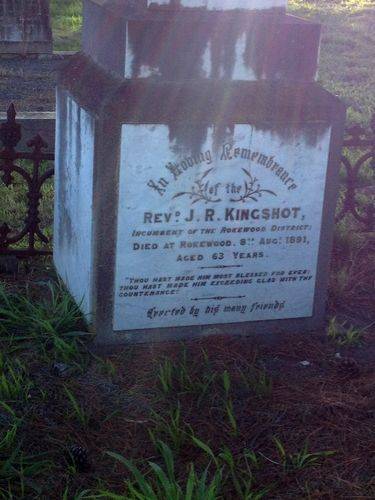 In Loving Remembrance
of the
REVD. J. R. KINGSHOT,
INCUMBENT OF THE ROKEWOOD DISTRICT:
DIED AT ROKEWOOD. 8TH AUGT. 1891,
AGED 63 YEARS.
"THOU HAST MADE HIM MOST BLESSED FOR EVER:
THOU HAST MADE HIM EXCEEDING GLAD WITH THY
COUNTENANCE."
Erected by his many friends